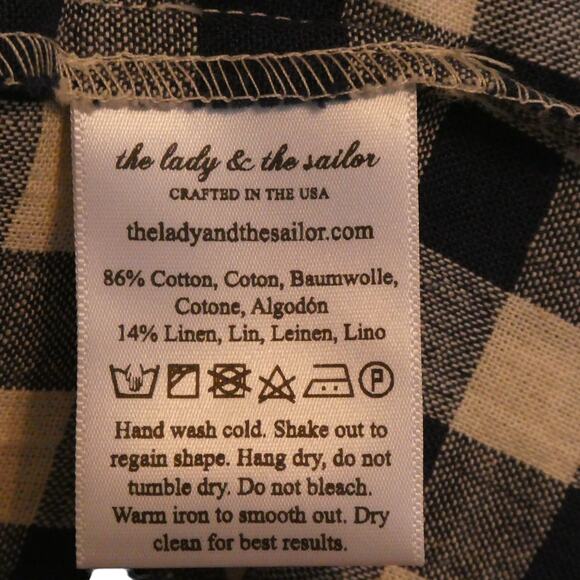 the lady & the sailor
CRAFTED IN THE USA
theladyandthesailor.com
86% Cotton, Coton, Baumwolle,
Cotone, Algodón
14% Linen, Lin, Leinen, Lino
P
Hand wash cold. Shake out to
regain shape. Hang dry, do not
tumble dry. Do not bleach.
Warm iron to smooth out. Dry
clean for best results.